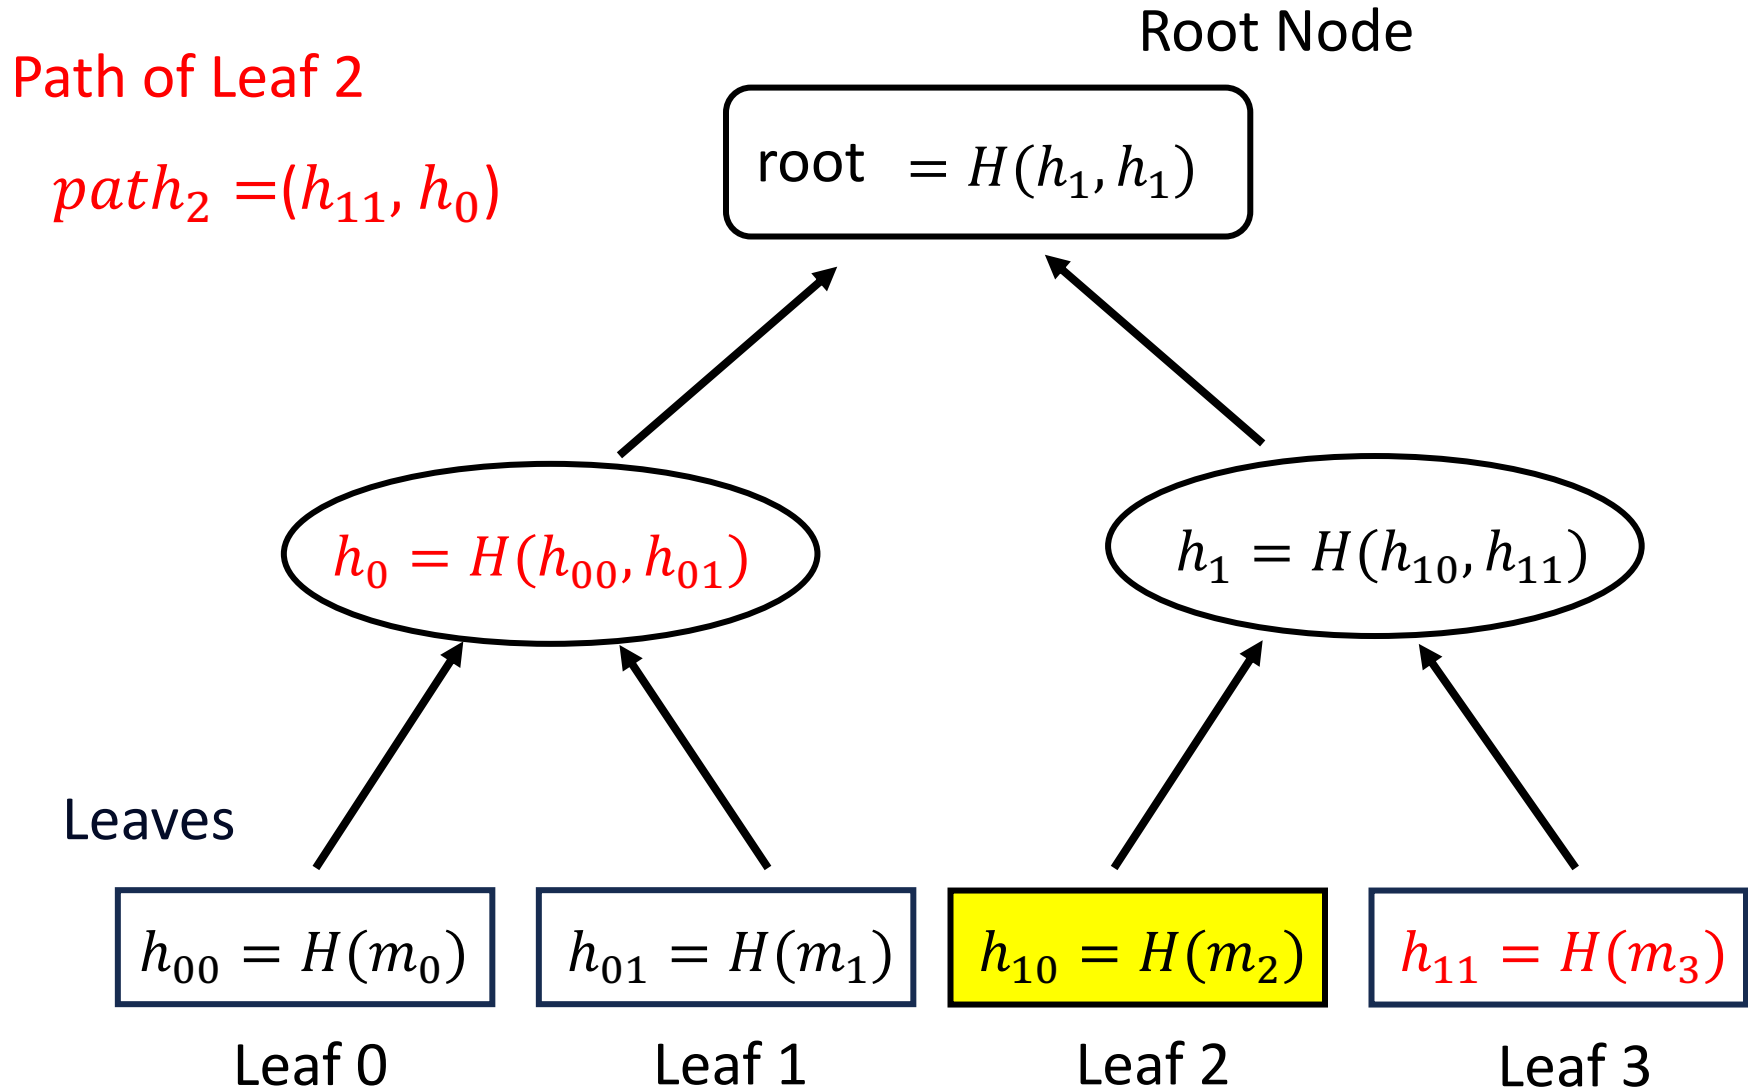 Root Node
Path of Leaf 2
path₂ =(h₁₁, h₀)
root = H(h₁, h₁)
h₀ = H(h₀₀, h₀₁)
h₁ = H(h₁₀, h₁₁)
Leaves
h₀₀ = H(m₀)
h₀₁ = H(m₁)
h₁₀ = H(m₂)
h₁₁ = H(m₃)
Leaf 0
Leaf 1
Leaf 2
Leaf 3